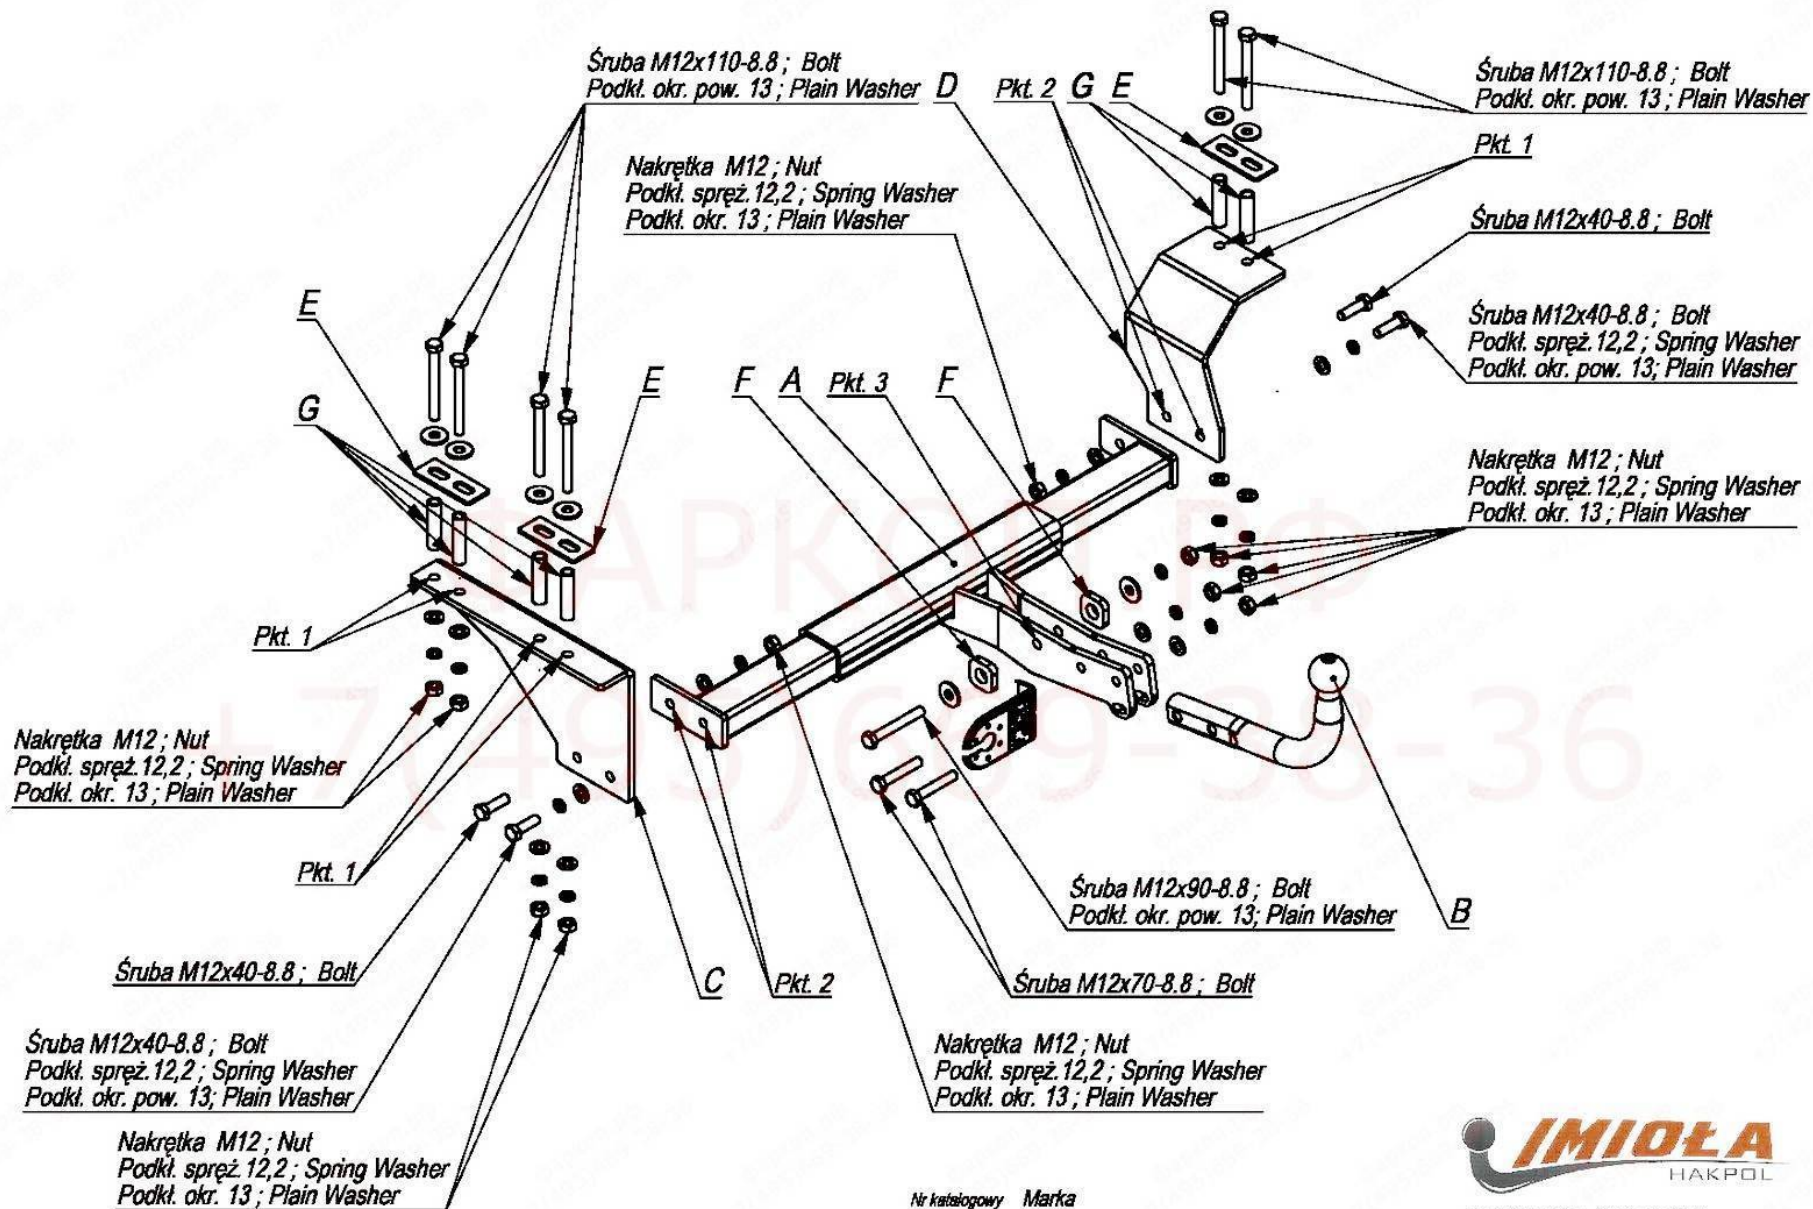 Śruba M12x110-8.8 ; Bolt
Podkł. okr. pow. 13 ; Plain Washer
D
Pkt. 2
G
E
Śruba M12x110-8.8 ; Bolt
Podkł. okr. pow. 13 ; Plain Washer
Pkt. 1
Nakrętka M12 ; Nut
Podkł. spręż. 12,2 ; Spring Washer
Podkł. okr. 13 ; Plain Washer
Śruba M12x40-8.8 ; Bolt
E
Śruba M12x40-8.8 ; Bolt
Podkł. spręż. 12,2 ; Spring Washer
Podkł. okr. pow. 13; Plain Washer
G
E
F
A
Pkt. 3
F
Nakrętka M12 ; Nut
Podkł. spręż. 12,2 ; Spring Washer
Podkł. okr. 13 ; Plain Washer
ФАРКОП РФ
Pkt. 1
+7(495)669-38-36
Nakrętka M12 ; Nut
Podkł. spręż. 12,2 ; Spring Washer
Podkł. okr. 13 ; Plain Washer
Pkt. 1
Śruba M12x90-8.8 ; Bolt
Podkł. okr. pow. 13; Plain Washer
B
Śruba M12x40-8.8 ; Bolt
C
Pkt. 2
Śruba M12x70-8.8 ; Bolt
Śruba M12x40-8.8 ; Bolt
Podkł. spręż. 12,2 ; Spring Washer
Podkł. okr. pow. 13; Plain Washer
Nakrętka M12 ; Nut
Podkł. spręż. 12,2 ; Spring Washer
Podkł. okr. 13 ; Plain Washer
Nakrętka M12 ; Nut
Podkł. spręż. 12,2 ; Spring Washer
Podkł. okr. 13 ; Plain Washer
IMIOŁA
HAKPOL
Nr katalogowy Marka